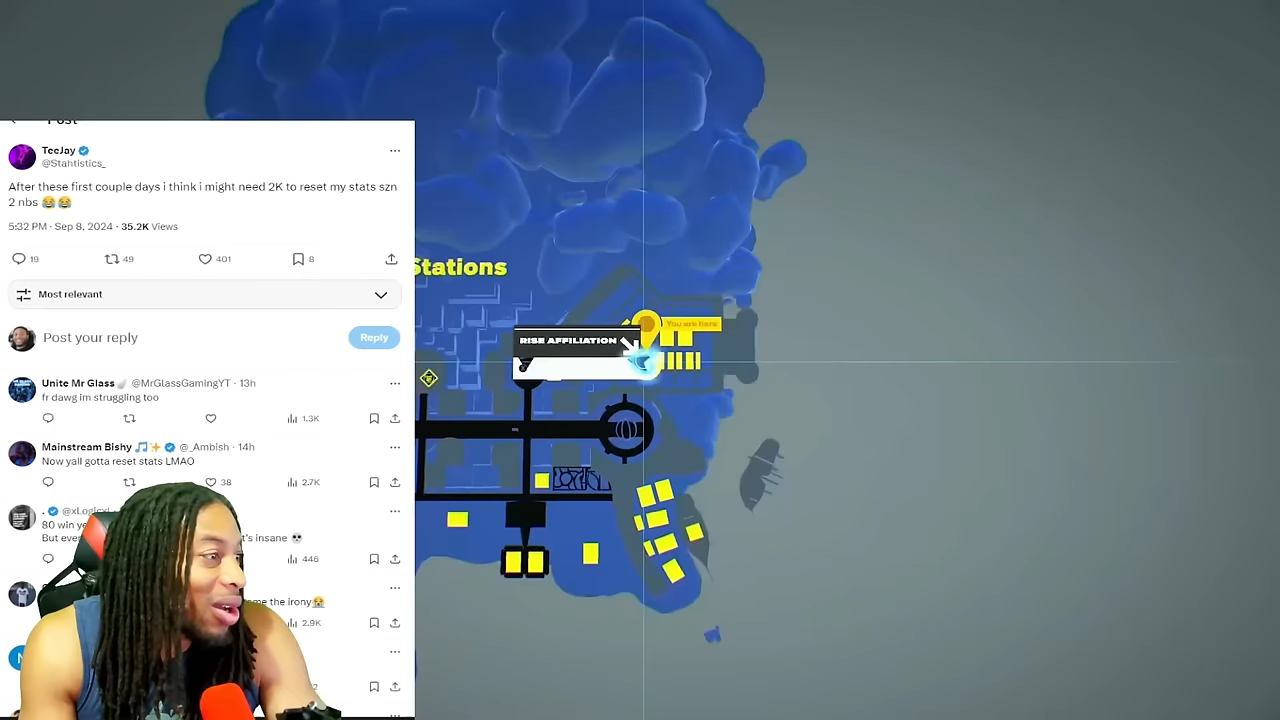 Post
TeeJay
@Stahtistics_
After these first couple days i think i might need 2K to reset my stats szn
2 nbs 😂😂
5:32 PM · Sep 8, 2024 · 35.2K Views
19 49 401 8
Most relevant
Post your reply
Reply
Unite Mr Glass @MrGlassGamingYT · 13h
fr dawg im struggling too
1.3K
Mainstream Bishy 🎵✨ @_Ambish · 14h
Now yall gotta reset stats LMAO
38 2.7K
80 win
But t's insane 💀
446
the irony😭
2.9K
N
2
Stations
You are here
RISE AFFILIATION